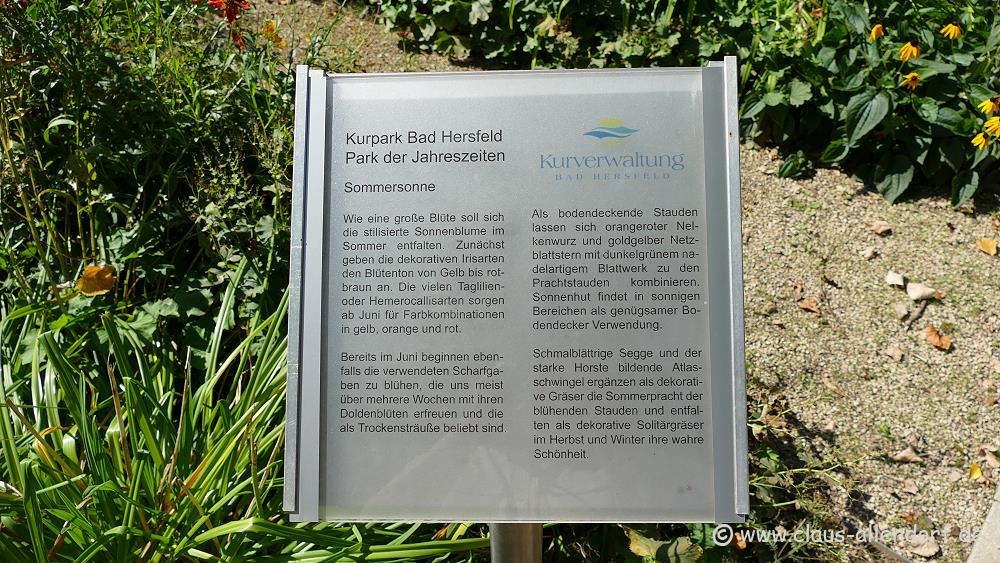 Kurpark Bad Hersfeld
Park der Jahreszeiten
Sommersonne
Wie eine große Blüte soll sich
die stilisierte Sonnenblume im
Sommer entfalten. Zunächst
geben die dekorativen Irisarten
den Blütenton von Gelb bis rot-
braun an. Die vielen Taglilien-
oder Hemerocallisarten sorgen
ab Juni für Farbkombinationen
in gelb, orange und rot.
Bereits im Juni beginnen eben-
falls die verwendeten Scharfga-
ben zu blühen, die uns meist
über mehrere Wochen mit ihren
Doldenblüten erfreuen und die
als Trockensträuße beliebt sind.
Kurverwaltung
BAD HERSFELD
Als bodendeckende Stauden
lassen sich orangeroter Nel-
kenwurz und goldgelber Netz-
blattstern mit dunkelgrünem na-
delartigem Blattwerk zu den
Prachtstauden kombinieren.
Sonnenhut findet in sonnigen
Bereichen als genügsamer Bo-
dendecker Verwendung.
Schmalblättrige Segge und der
starke Horste bildende Atlas-
schwingel ergänzen als dekorati-
ve Gräser die Sommerpracht der
blühenden Stauden und entfal-
ten als dekorative Solitärgräser
im Herbst und Winter ihre wahre
Schönheit.
© www.claus-allendorf.de